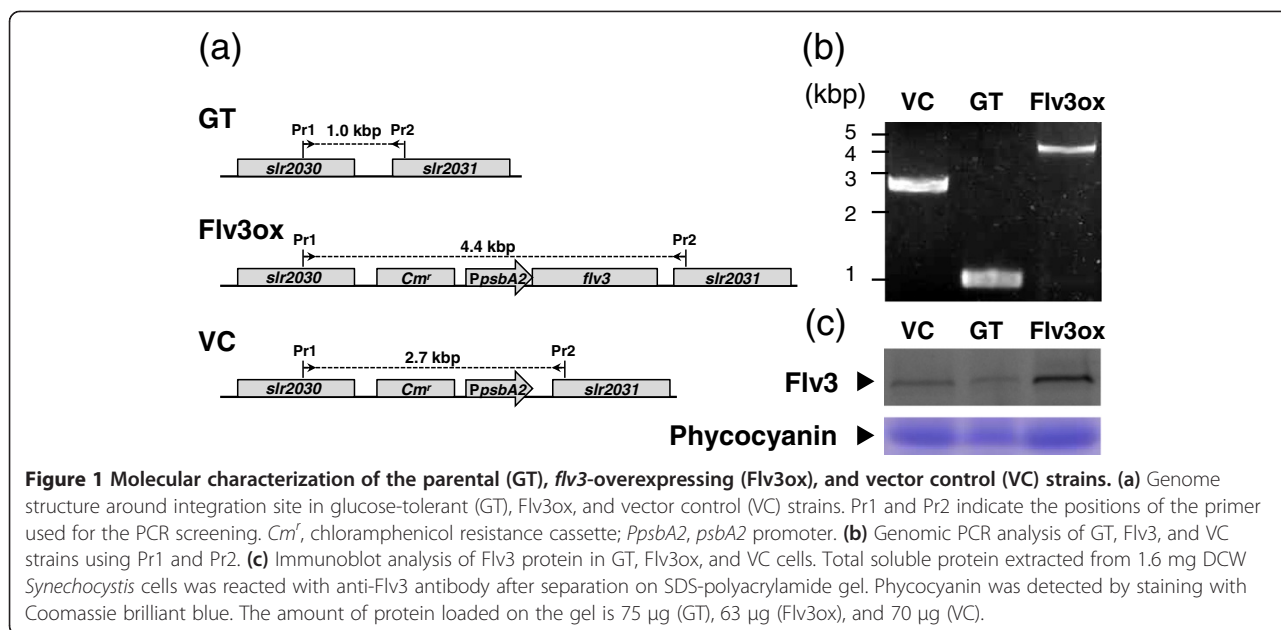 (a)
GT
Pr1 1.0 kbp Pr2
slr2030 slr2031
Flv3ox
Pr1 4.4 kbp Pr2
slr2030 Cmʳ PpsbA2 flv3 slr2031
VC
Pr1 2.7 kbp Pr2
slr2030 Cmʳ PpsbA2 slr2031
(b)
(kbp) VC GT Flv3ox
5
4
3
2
1
(c)
VC GT Flv3ox
Flv3
Phycocyanin
Figure 1 Molecular characterization of the parental (GT), flv3-overexpressing (Flv3ox), and vector control (VC) strains. (a) Genome
structure around integration site in glucose-tolerant (GT), Flv3ox, and vector control (VC) strains. Pr1 and Pr2 indicate the positions of the primer
used for the PCR screening. Cmʳ, chloramphenicol resistance cassette; PpsbA2, psbA2 promoter. (b) Genomic PCR analysis of GT, Flv3, and VC
strains using Pr1 and Pr2. (c) Immunoblot analysis of Flv3 protein in GT, Flv3ox, and VC cells. Total soluble protein extracted from 1.6 mg DCW
Synechocystis cells was reacted with anti-Flv3 antibody after separation on SDS-polyacrylamide gel. Phycocyanin was detected by staining with
Coomassie brilliant blue. The amount of protein loaded on the gel is 75 μg (GT), 63 μg (Flv3ox), and 70 μg (VC).